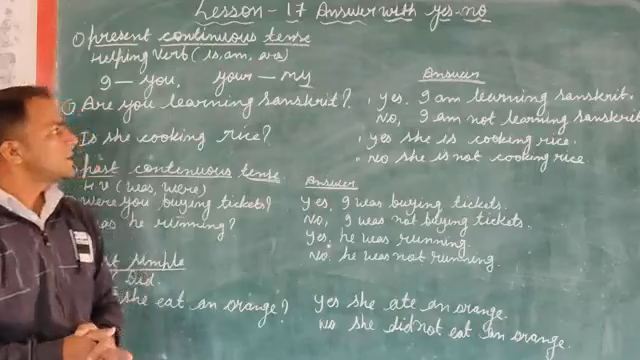 Lesson - 17 Answer with yes-no
① present continuous tense
Helping verb (is, am, are)
I — you, your — my
Answer
Are you learning sanskrit? , yes, I am learning sanskrit.
No, I am not learning sanskrit
Is she cooking rice? , yes she is cooking rice.
, No she is not cooking rice
past continuous tense Answer
H.V (was, were)
were you buying tickets? Yes, I was buying tickets.
No, I was not buying tickets.
he running? Yes, he was running.
No. he was not running.
simple
Did
she eat an orange? Yes she ate an orange.
No she did not eat an orange.